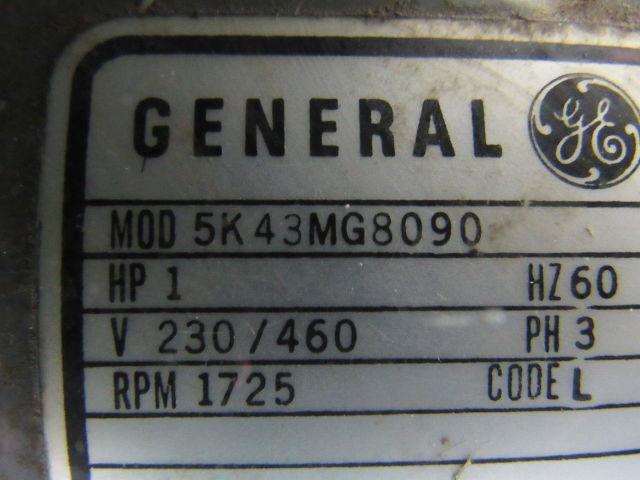 GENERAL GE
MOD 5K43MG8090
HP 1 HZ 60
V 230/460 PH 3
RPM 1725 CODE L